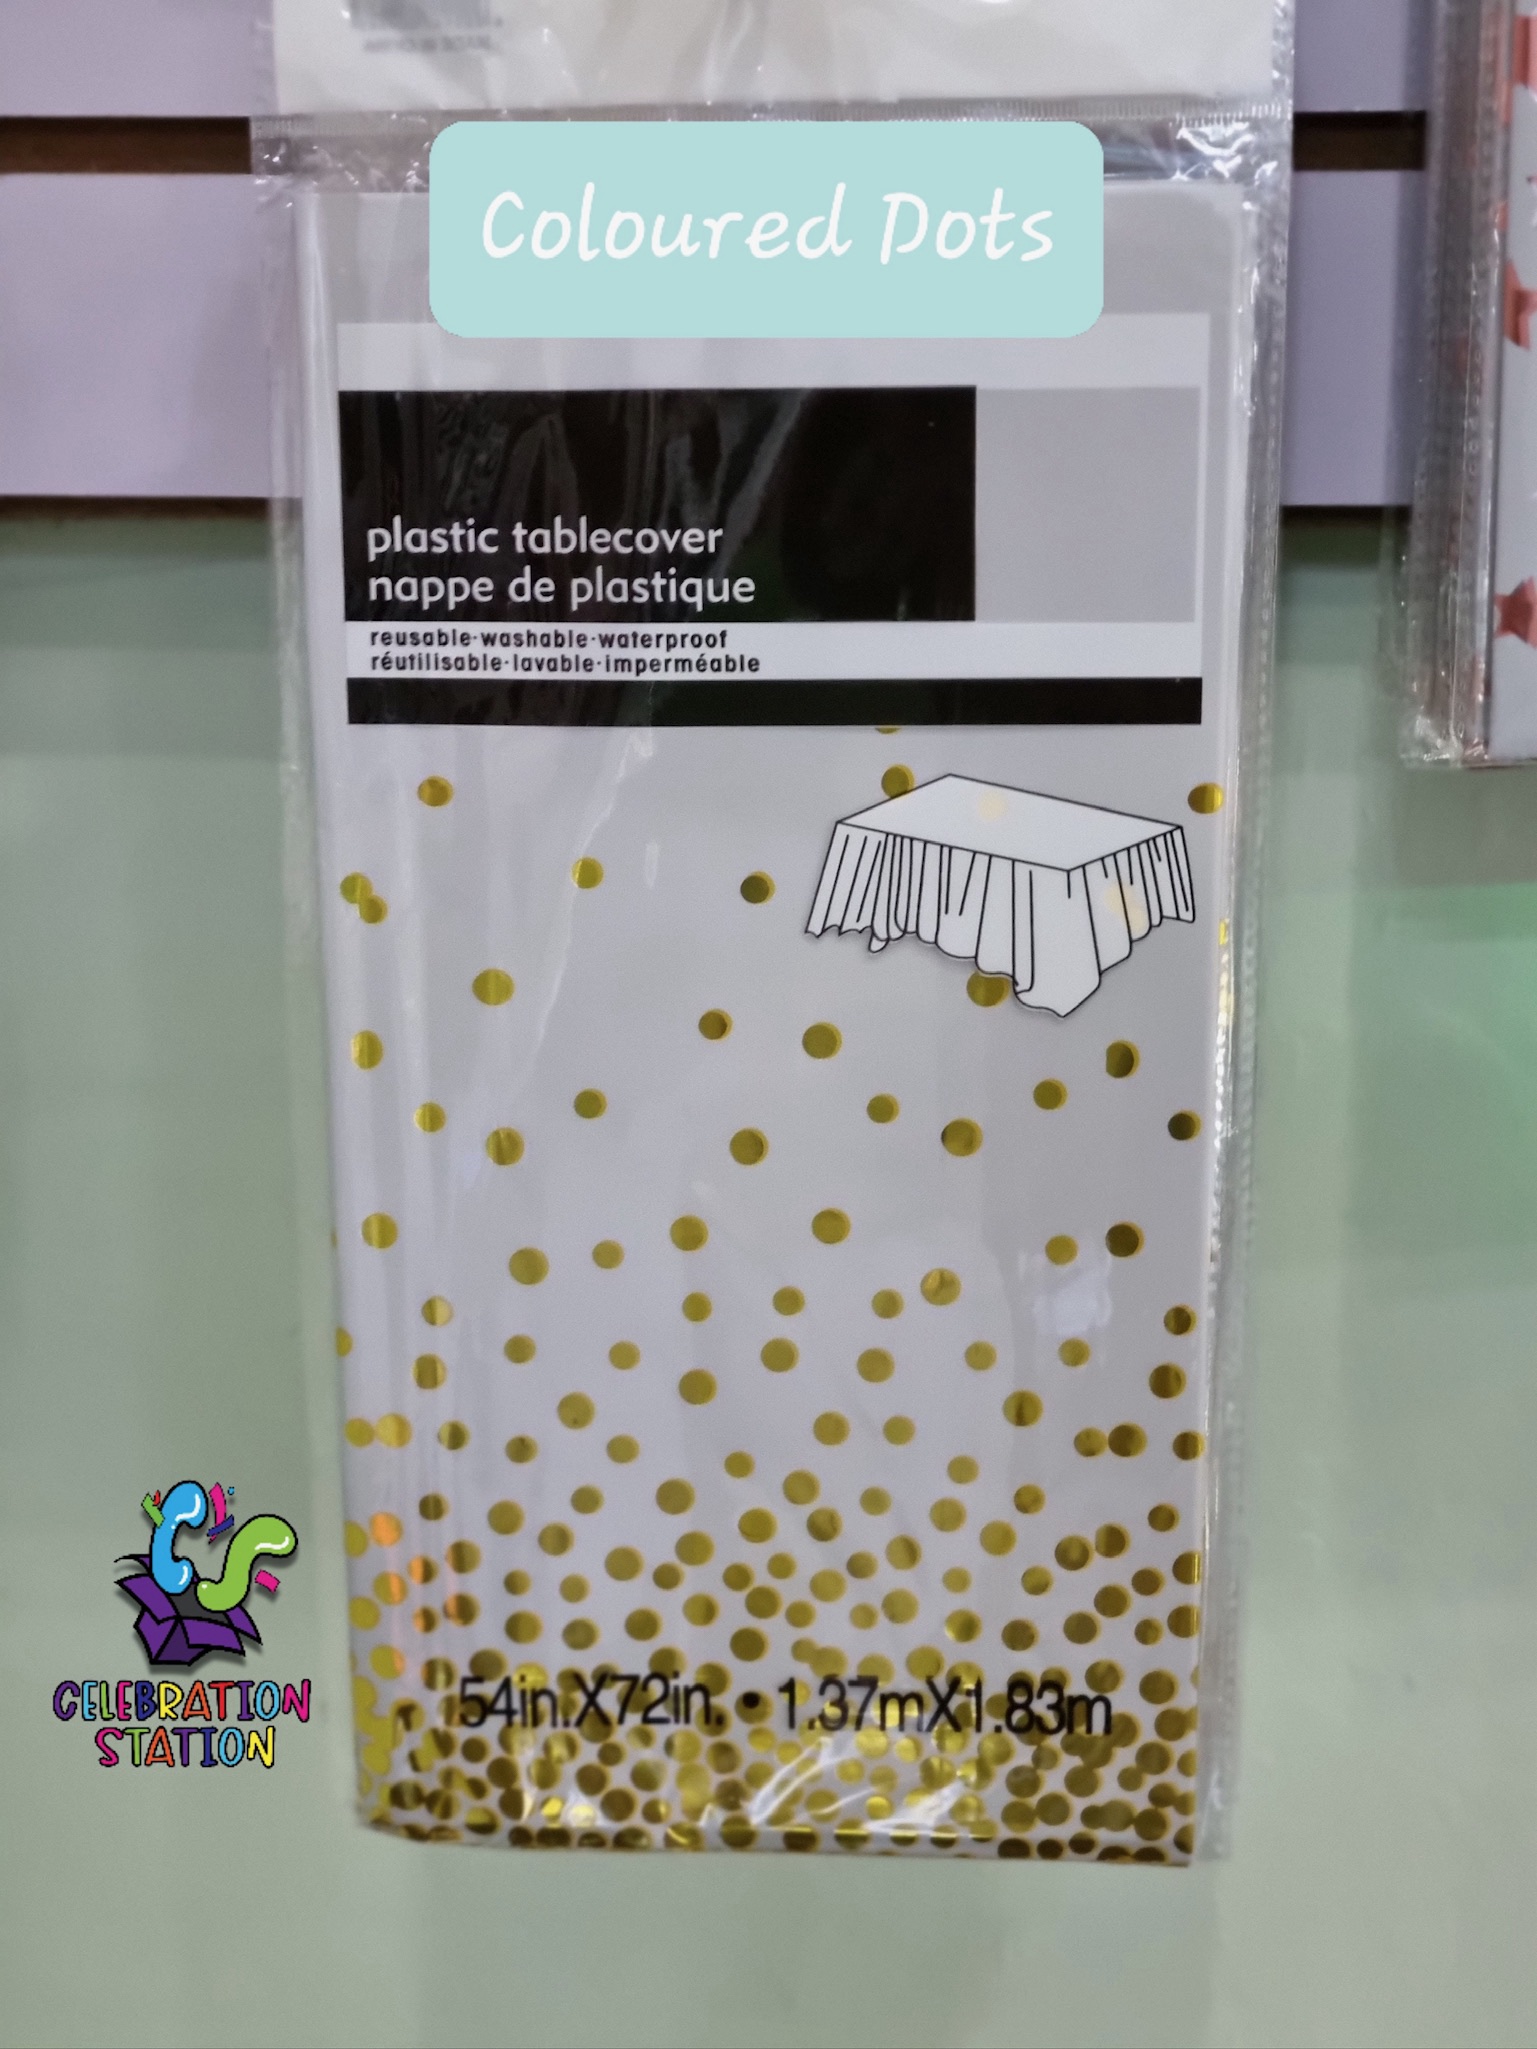 Coloured Dots
plastic tablecover
nappe de plastique
reusable·washable·waterproof
réutilisable·lavable·imperméable
54in.X72in. • 1.37mX1.83m
CELEBRATION
STATION